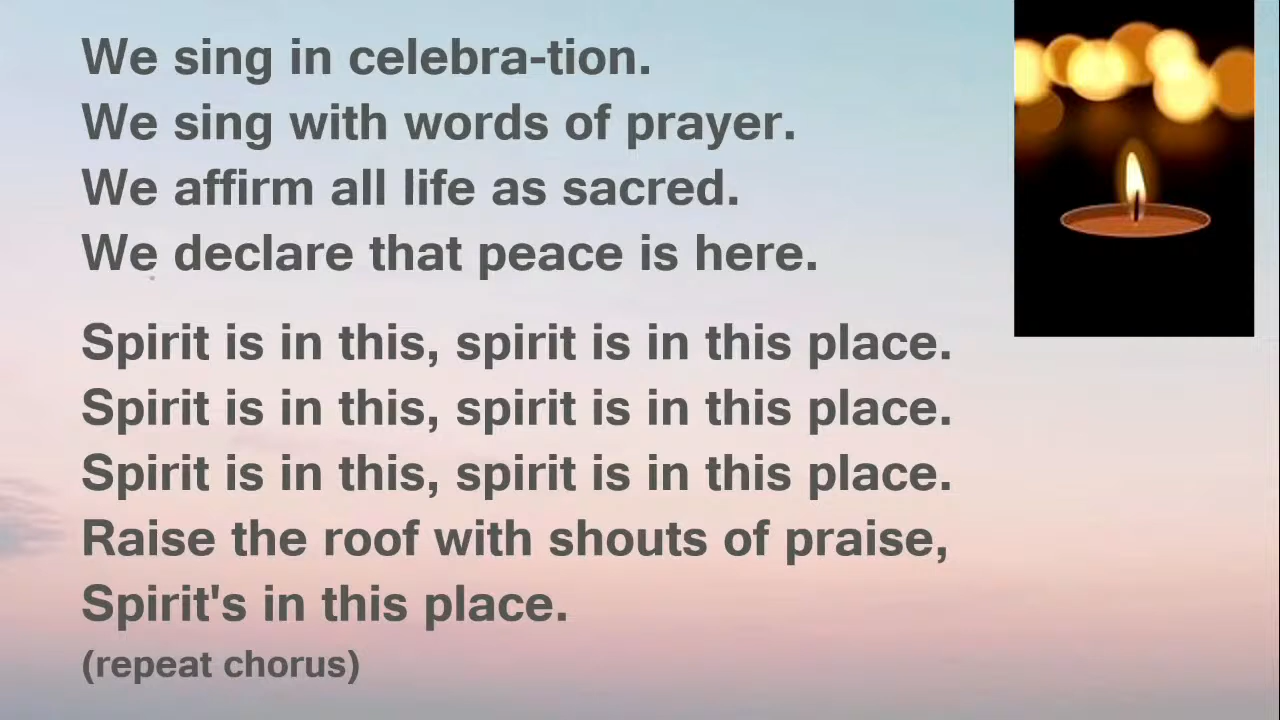 We sing in celebra-tion.
We sing with words of prayer.
We affirm all life as sacred.
We declare that peace is here.
Spirit is in this, spirit is in this place.
Spirit is in this, spirit is in this place.
Spirit is in this, spirit is in this place.
Raise the roof with shouts of praise,
Spirit's in this place.
(repeat chorus)